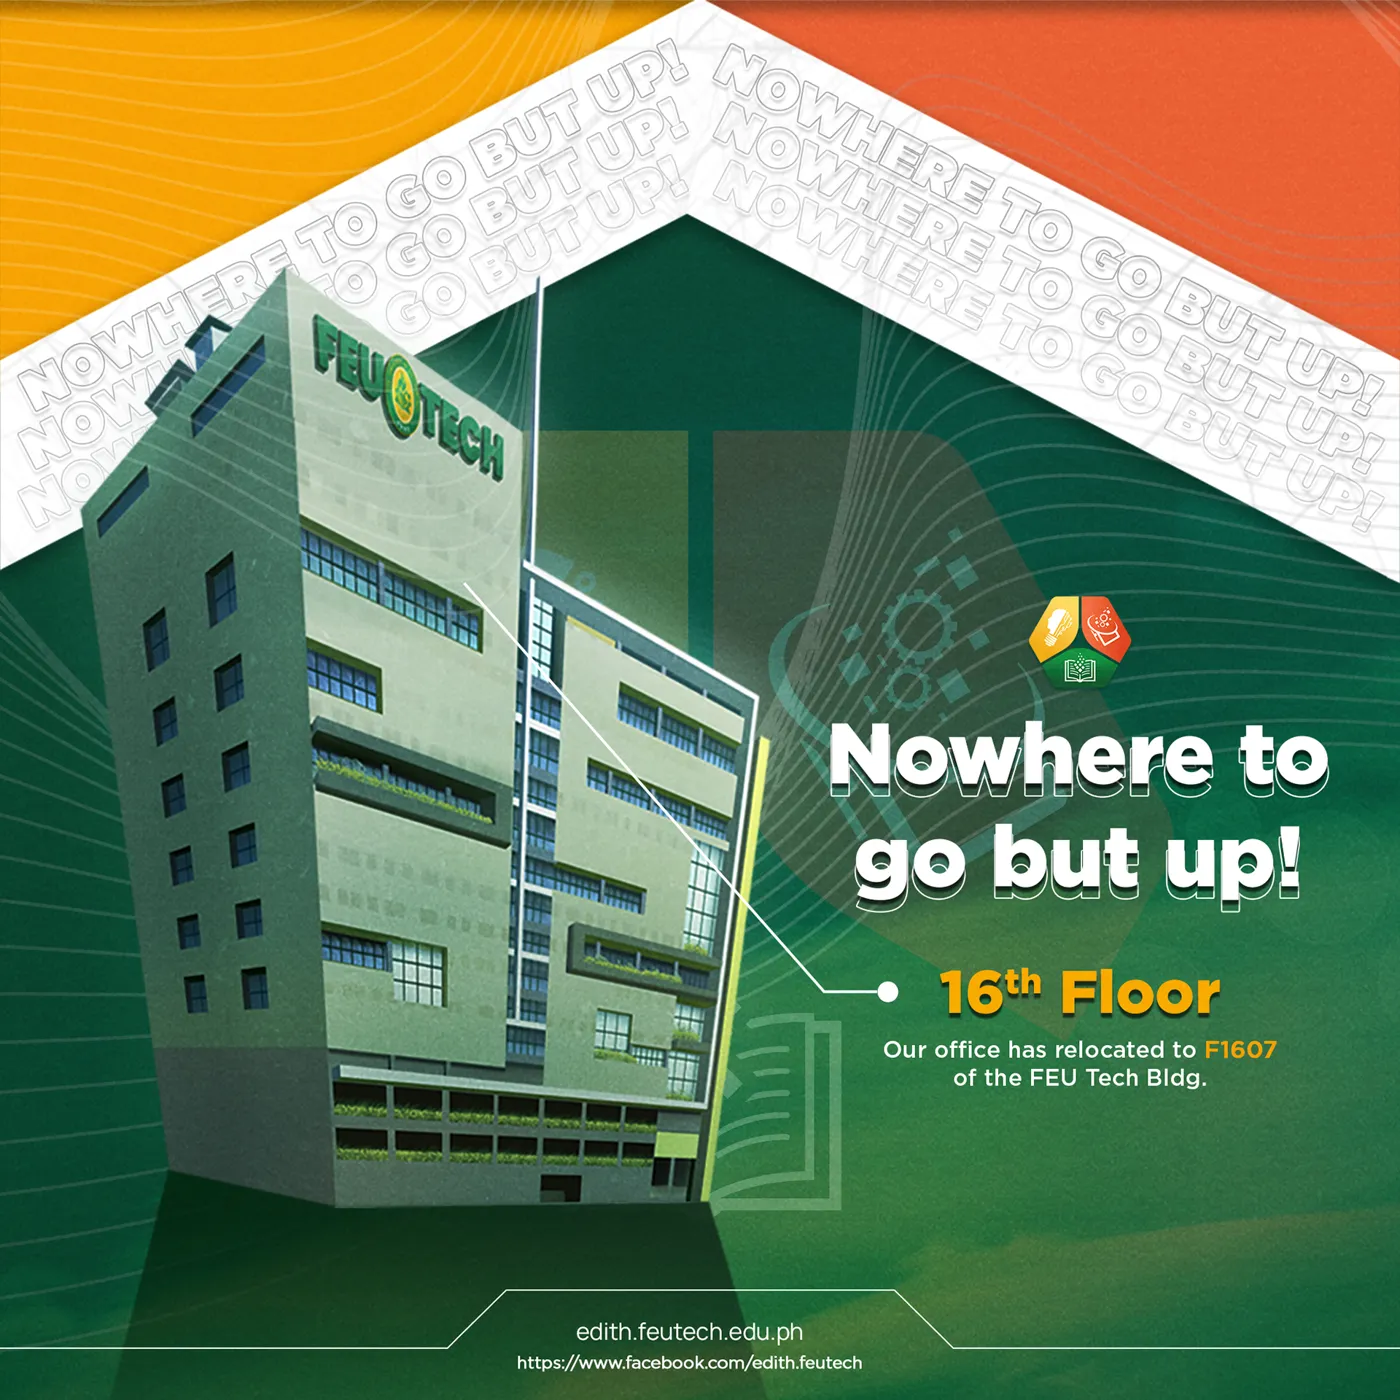 NOWHERE TO GO BUT UP!
TO GO BUT UP!
GO BUT UP!
NOWHERE TO GO BUT UP!
NOWHERE TO GO BUT UP!
NOWHERE TO GO BUT UP!
FEU TECH
Nowhere to
go but up!
16th Floor
Our office has relocated to F1607
of the FEU Tech Bldg.
edith.feutech.edu.ph
https://www.facebook.com/edith.feutech